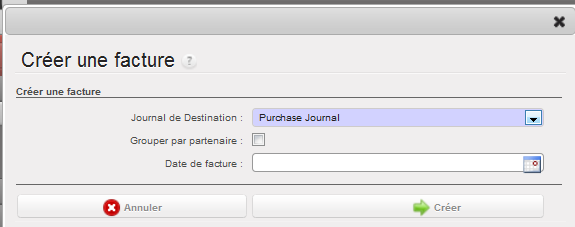 Créer une facture ?
Créer une facture
Journal de Destination : Purchase Journal
Grouper par partenaire :
Date de facture :
Annuler Créer